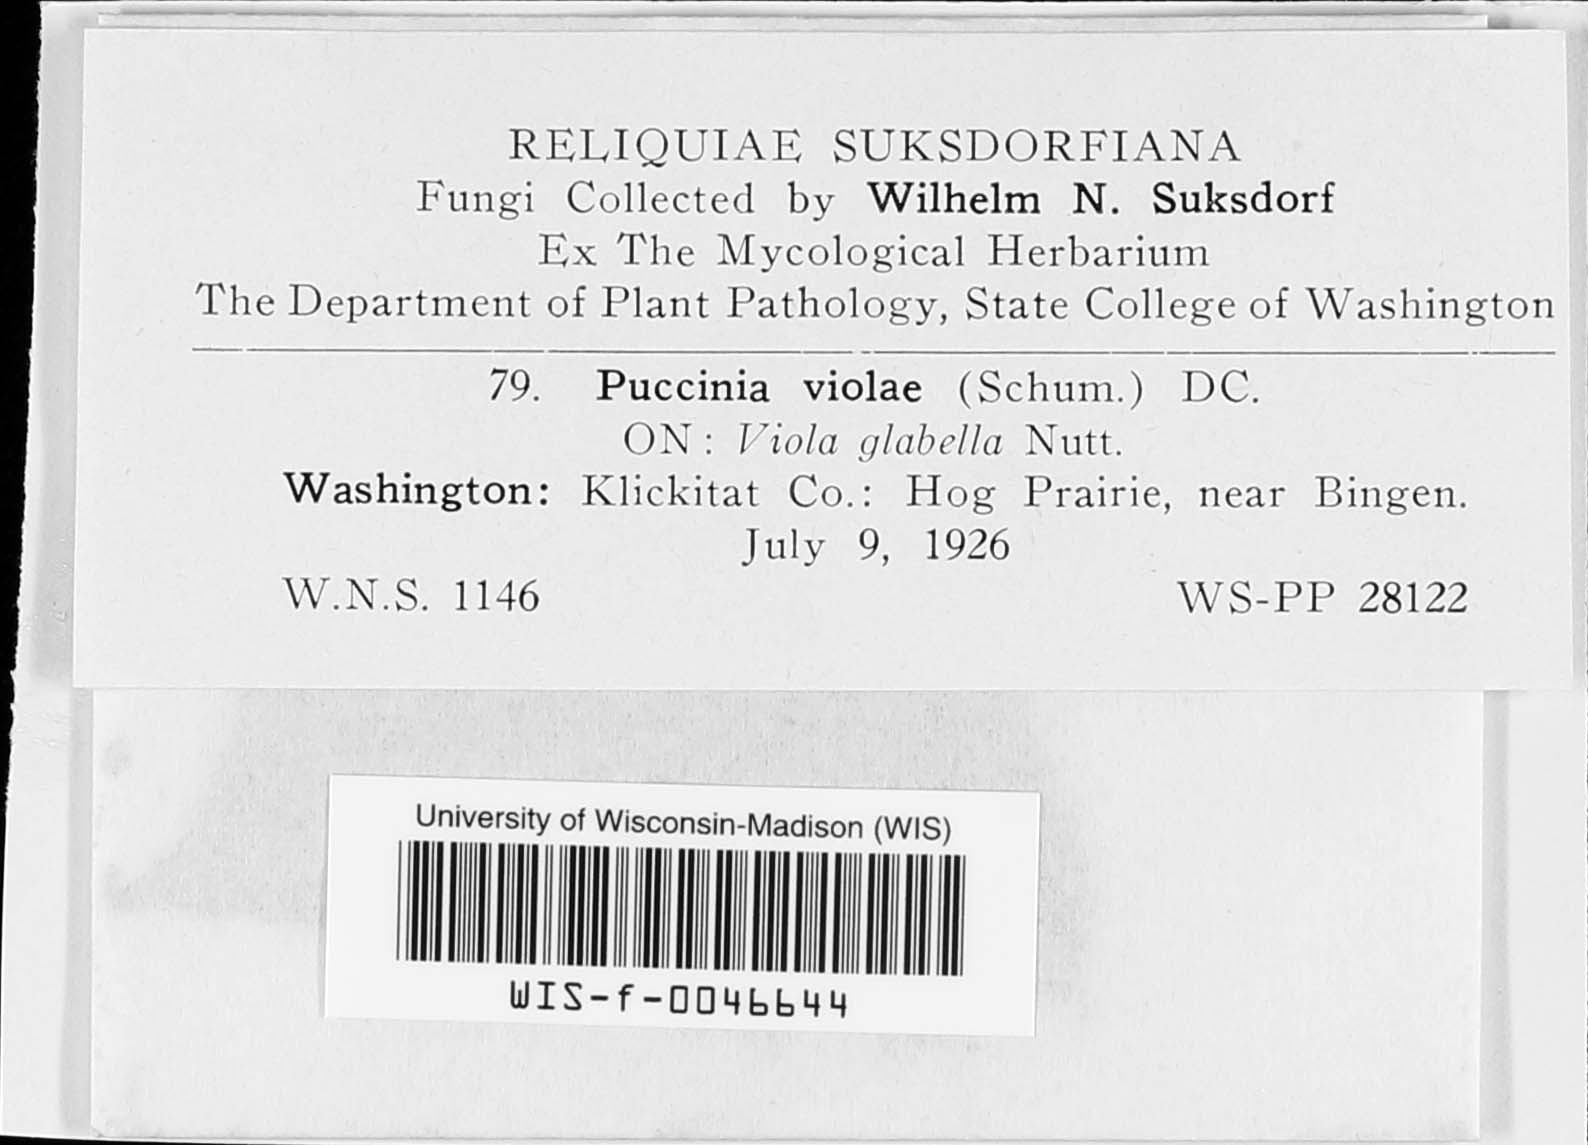 RELIQUIAE SUKSDORFIANA
Fungi Collected by Wilhelm N. Suksdorf
Ex The Mycological Herbarium
The Department of Plant Pathology, State College of Washington
79. Puccinia violae (Schum.) DC.
ON: Viola glabella Nutt.
Washington: Klickitat Co.: Hog Prairie, near Bingen.
July 9, 1926
W.N.S. 1146 WS-PP 28122
University of Wisconsin-Madison (WIS)
WIS-f-0046644